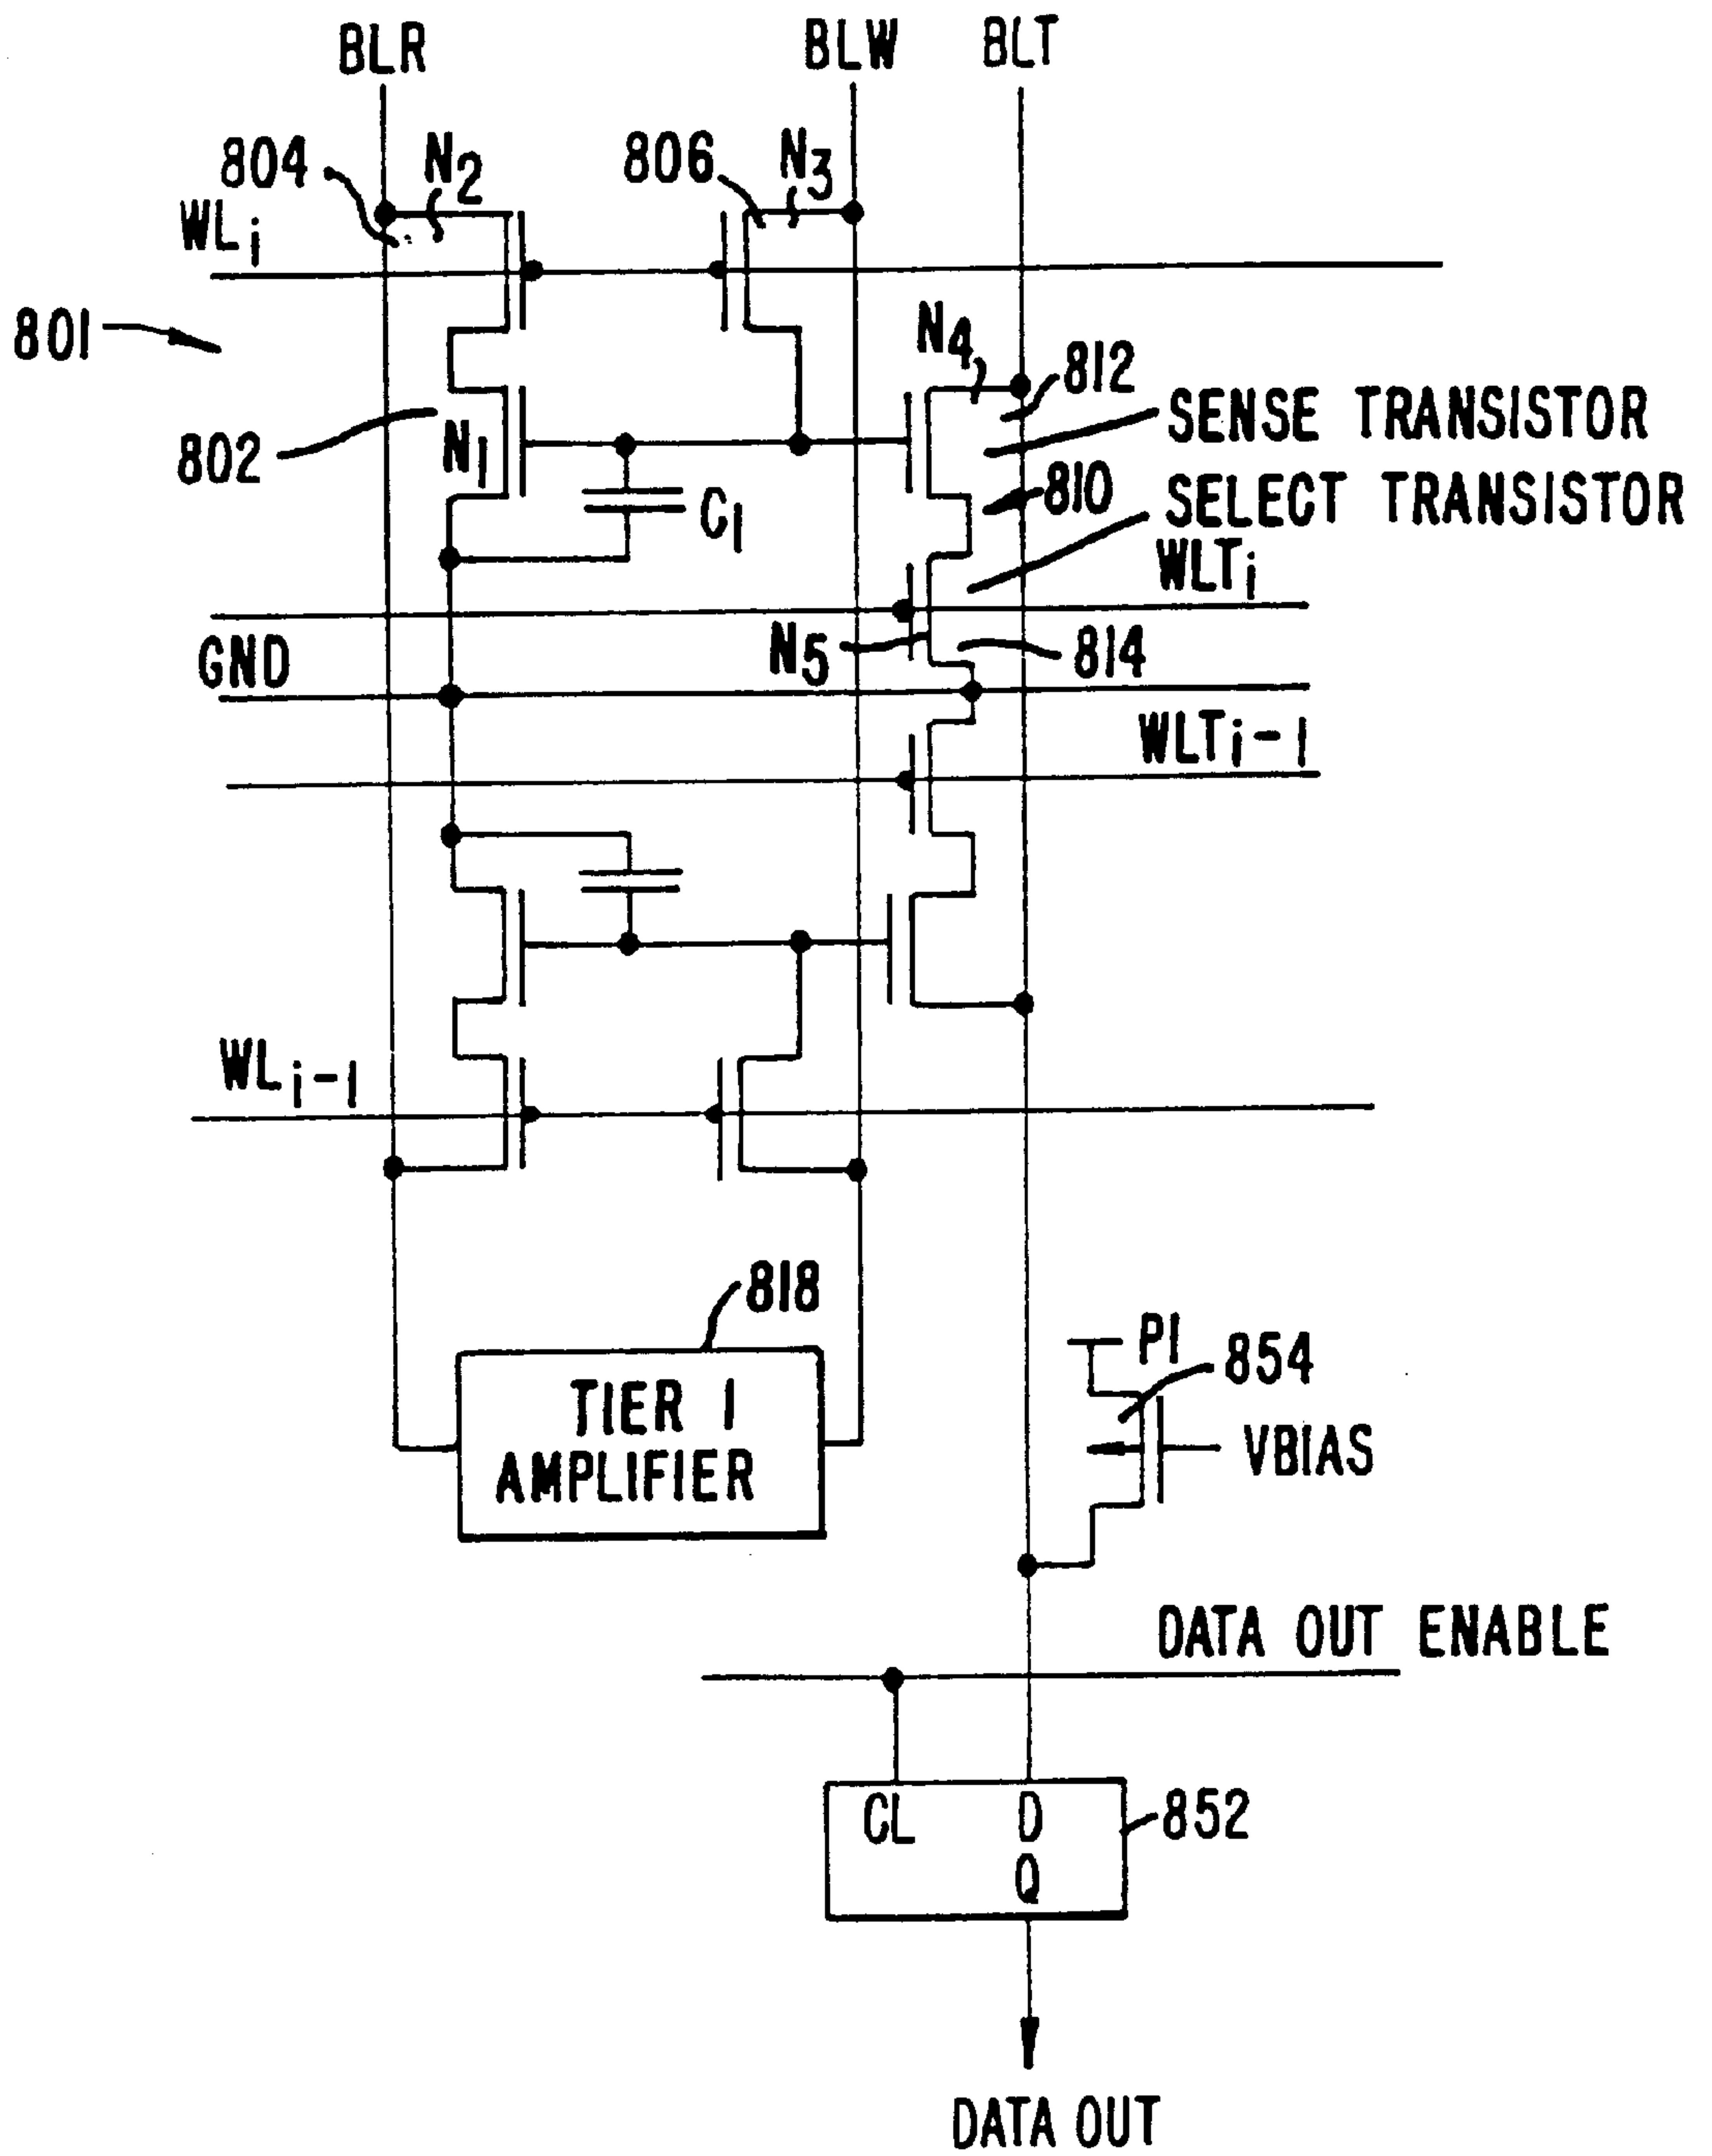 BLR BLW BLT
804 N2 806 N3
WLi
801
N4
812
802 N1 SENSE TRANSISTOR
C1 810 SELECT TRANSISTOR
WLTi
GND N5 814
WLTi-1
WLi-1
818
TIER 1
AMPLIFIER
P1 854
VBIAS
DATA OUT ENABLE
CL D 852
Q
DATA OUT